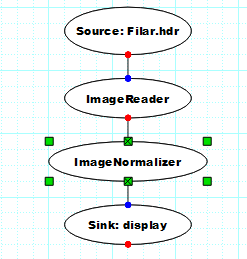 Source: Filar.hdr
ImageReader
ImageNormalizer
Sink: display